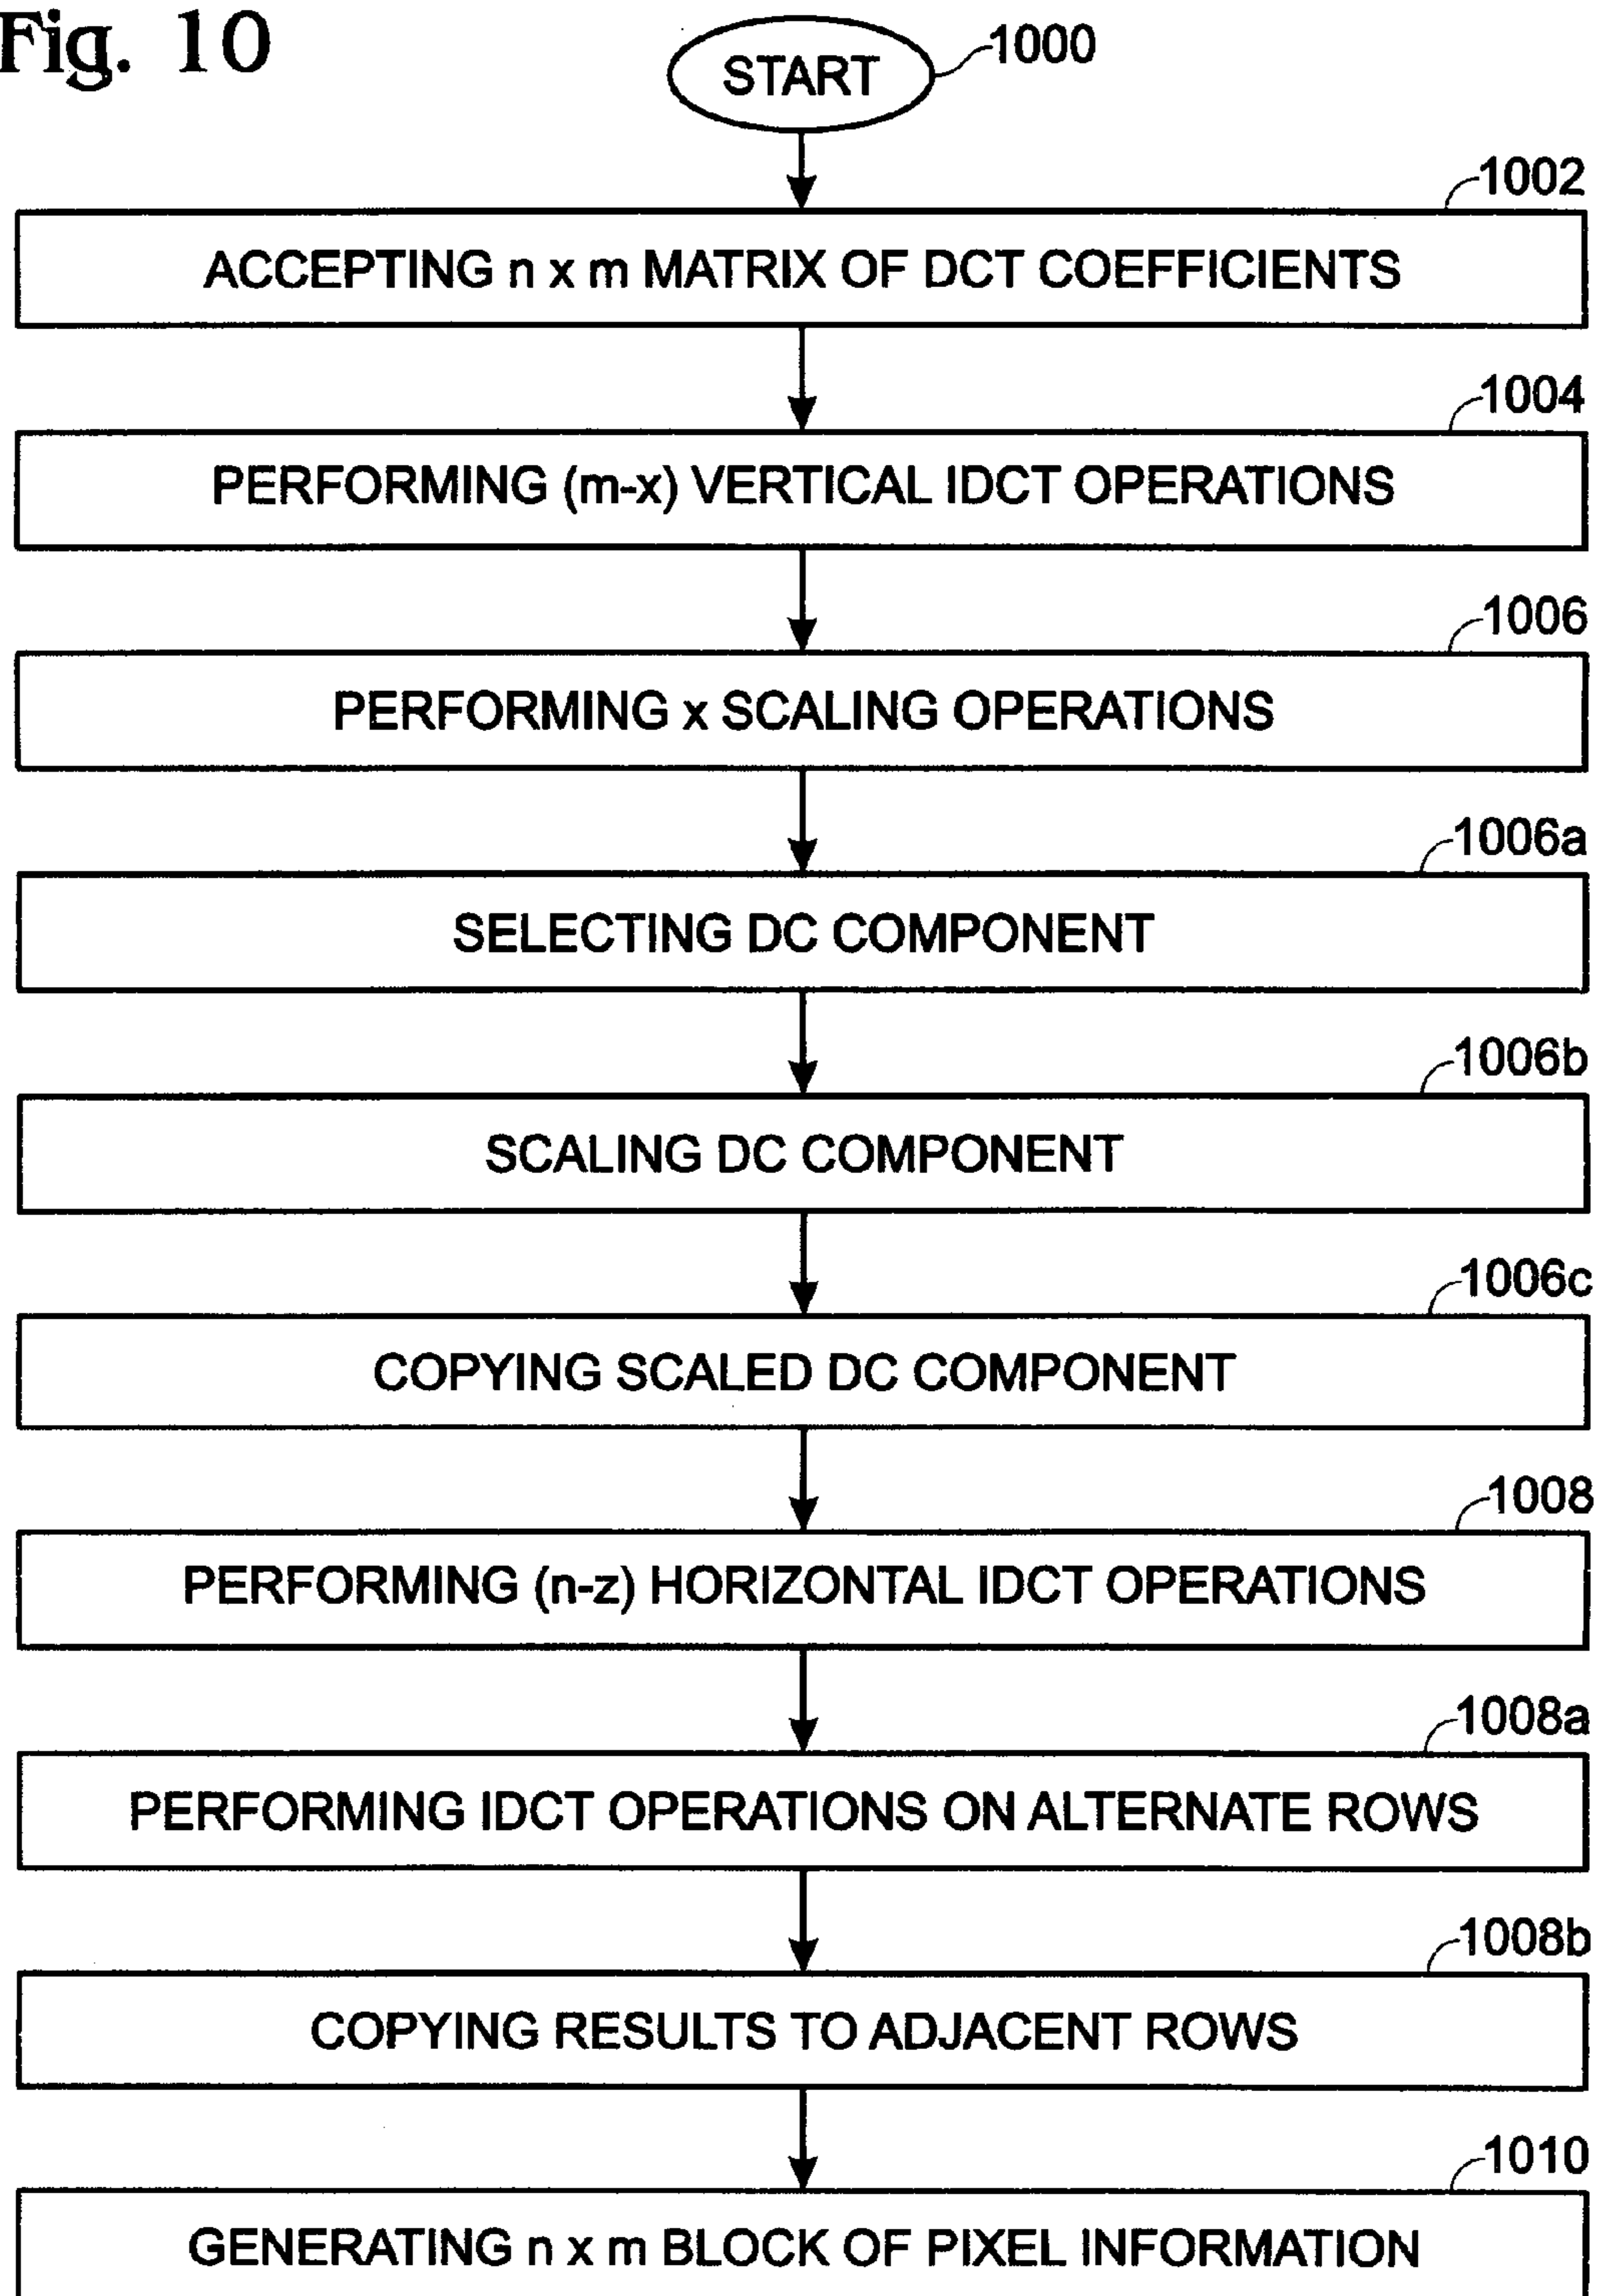 Fig. 10
START
1000
1002
ACCEPTING n x m MATRIX OF DCT COEFFICIENTS
1004
PERFORMING (m-x) VERTICAL IDCT OPERATIONS
1006
PERFORMING x SCALING OPERATIONS
1006a
SELECTING DC COMPONENT
1006b
SCALING DC COMPONENT
1006c
COPYING SCALED DC COMPONENT
1008
PERFORMING (n-z) HORIZONTAL IDCT OPERATIONS
1008a
PERFORMING IDCT OPERATIONS ON ALTERNATE ROWS
1008b
COPYING RESULTS TO ADJACENT ROWS
1010
GENERATING n x m BLOCK OF PIXEL INFORMATION